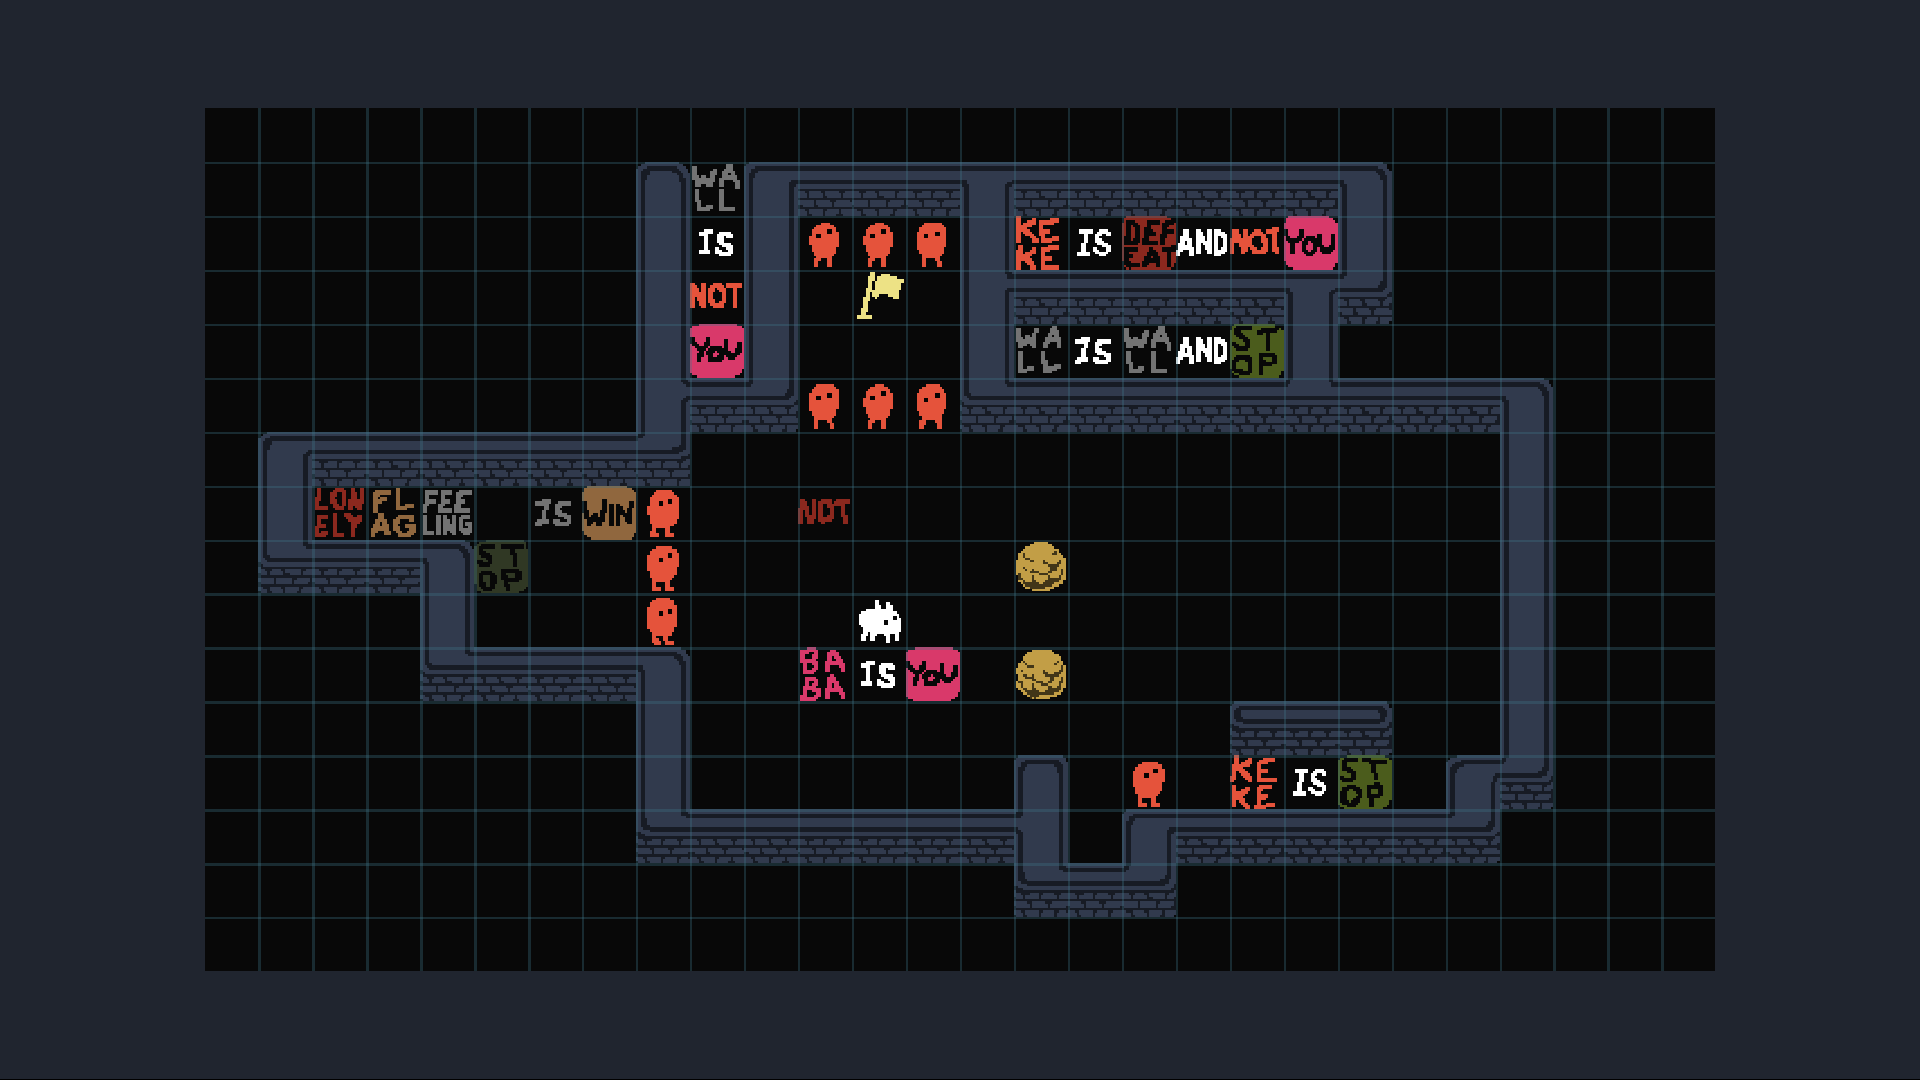 WALL
IS
KEKE IS DEFEAT AND NOT YOU
NOT
YOU
WALL IS WALL AND STOP
LONELY FLAG FEELING IS WIN
NOT
STOP
BABA IS YOU
KEKE IS STOP